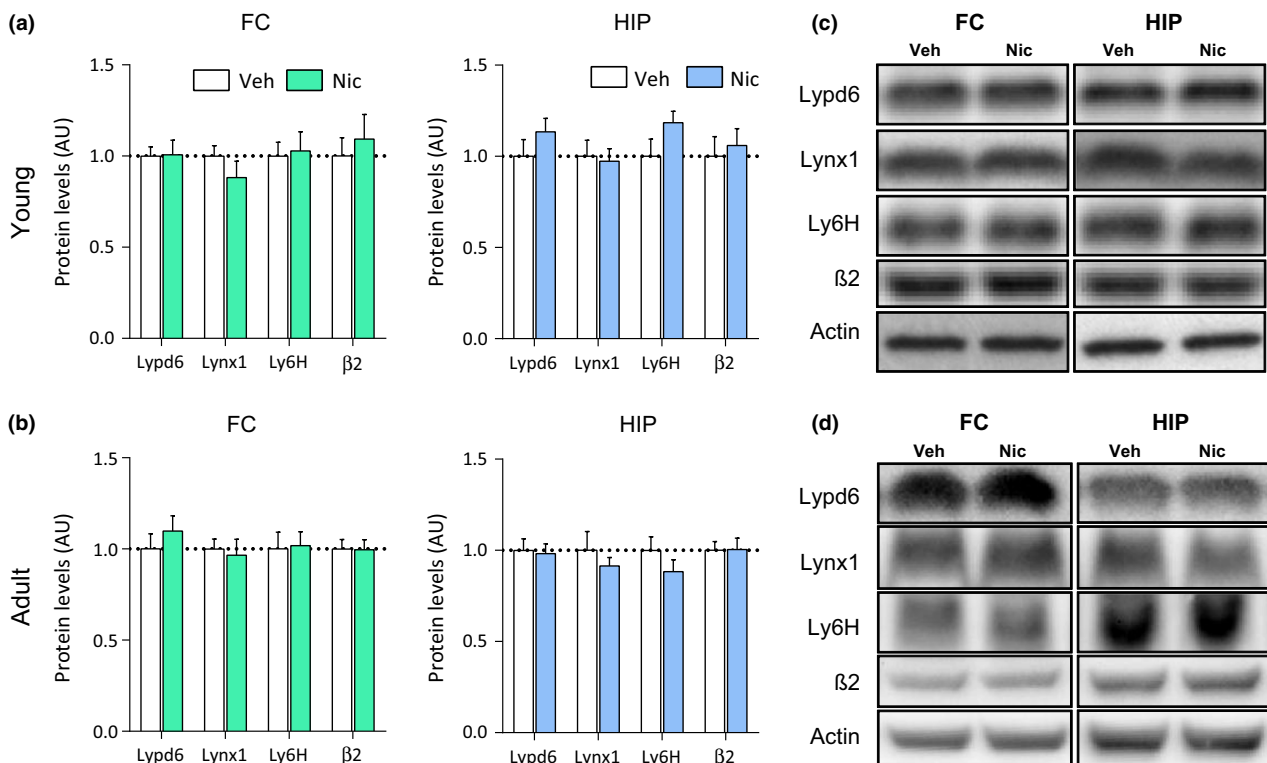 (a)
FC
HIP
Young
Protein levels (AU)
1.5
1.0
0.5
0.0
Veh
Nic
Lypd6 Lynx1 Ly6H β2
Protein levels (AU)
1.5
1.0
0.5
0.0
Veh
Nic
Lypd6 Lynx1 Ly6H β2
(c)
FC HIP
Veh Nic Veh Nic
Lypd6
Lynx1
Ly6H
ß2
Actin
(b)
FC
HIP
Adult
Protein levels (AU)
1.5
1.0
0.5
0.0
Lypd6 Lynx1 Ly6H β2
Protein levels (AU)
1.5
1.0
0.5
0.0
Lypd6 Lynx1 Ly6H β2
(d)
FC HIP
Veh Nic Veh Nic
Lypd6
Lynx1
Ly6H
ß2
Actin